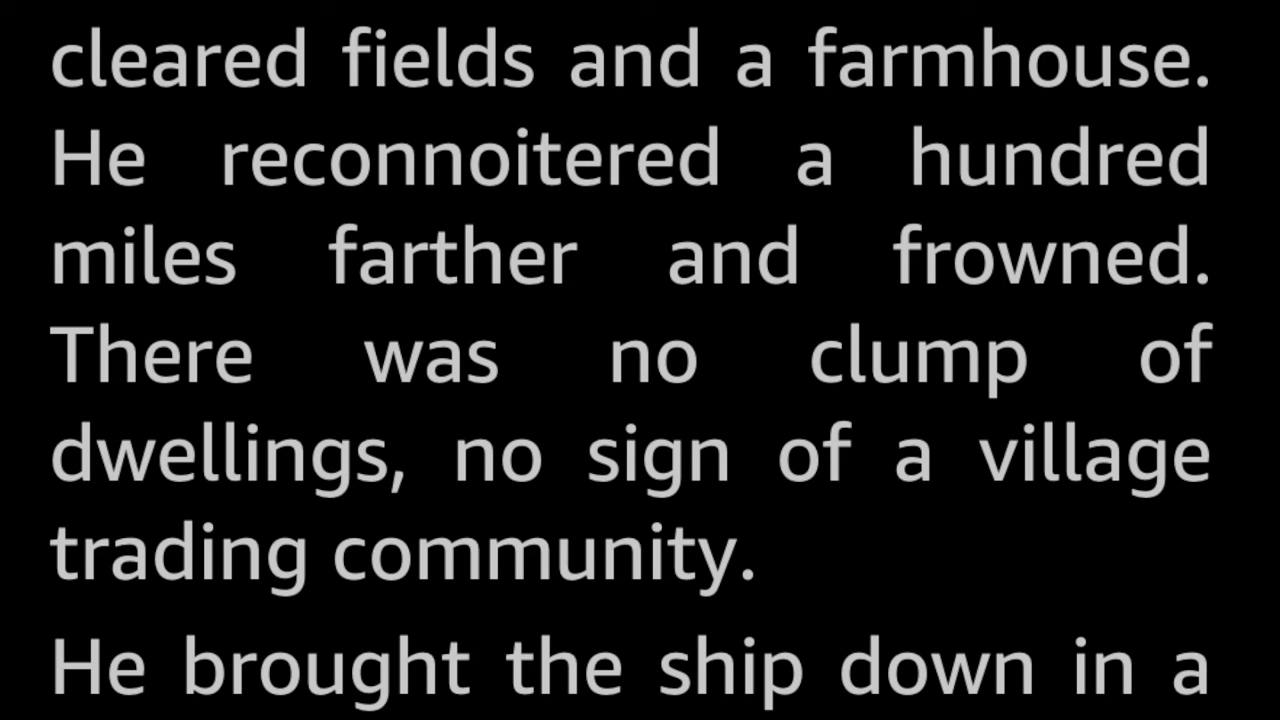 cleared fields and a farmhouse.
He reconnoitered a hundred
miles farther and frowned.
There was no clump of
dwellings, no sign of a village
trading community.
He brought the ship down in a